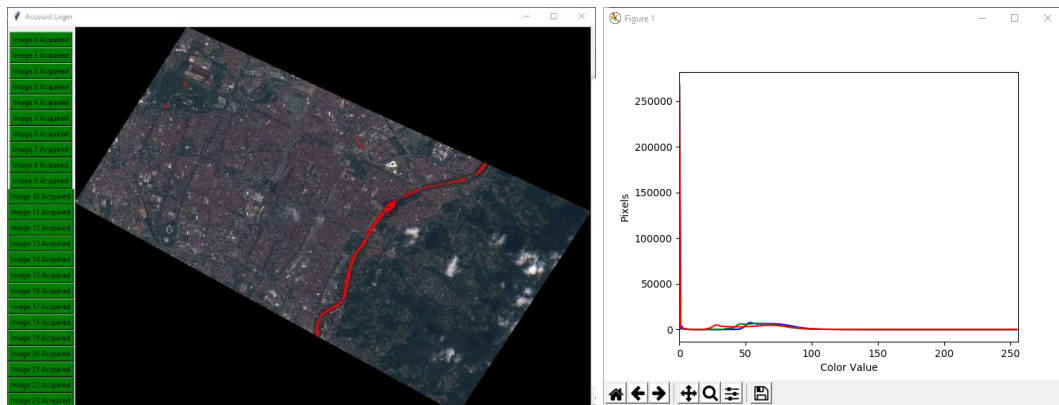 Account Login
Image 0 Acquired
Image 1 Acquired
Image 2 Acquired
Image 3 Acquired
Image 4 Acquired
Image 5 Acquired
Image 6 Acquired
Image 7 Acquired
Image 8 Acquired
Image 9 Acquired
Image 10 Acquired
Image 11 Acquired
Image 12 Acquired
Image 13 Acquired
Image 14 Acquired
Image 15 Acquired
Image 16 Acquired
Image 17 Acquired
Image 18 Acquired
Image 19 Acquired
Image 20 Acquired
Image 21 Acquired
Image 22 Acquired
Image 23 Acquired
Figure 1
250000
200000
150000
100000
50000
0
Pixels
0 50 100 150 200 250
Color Value